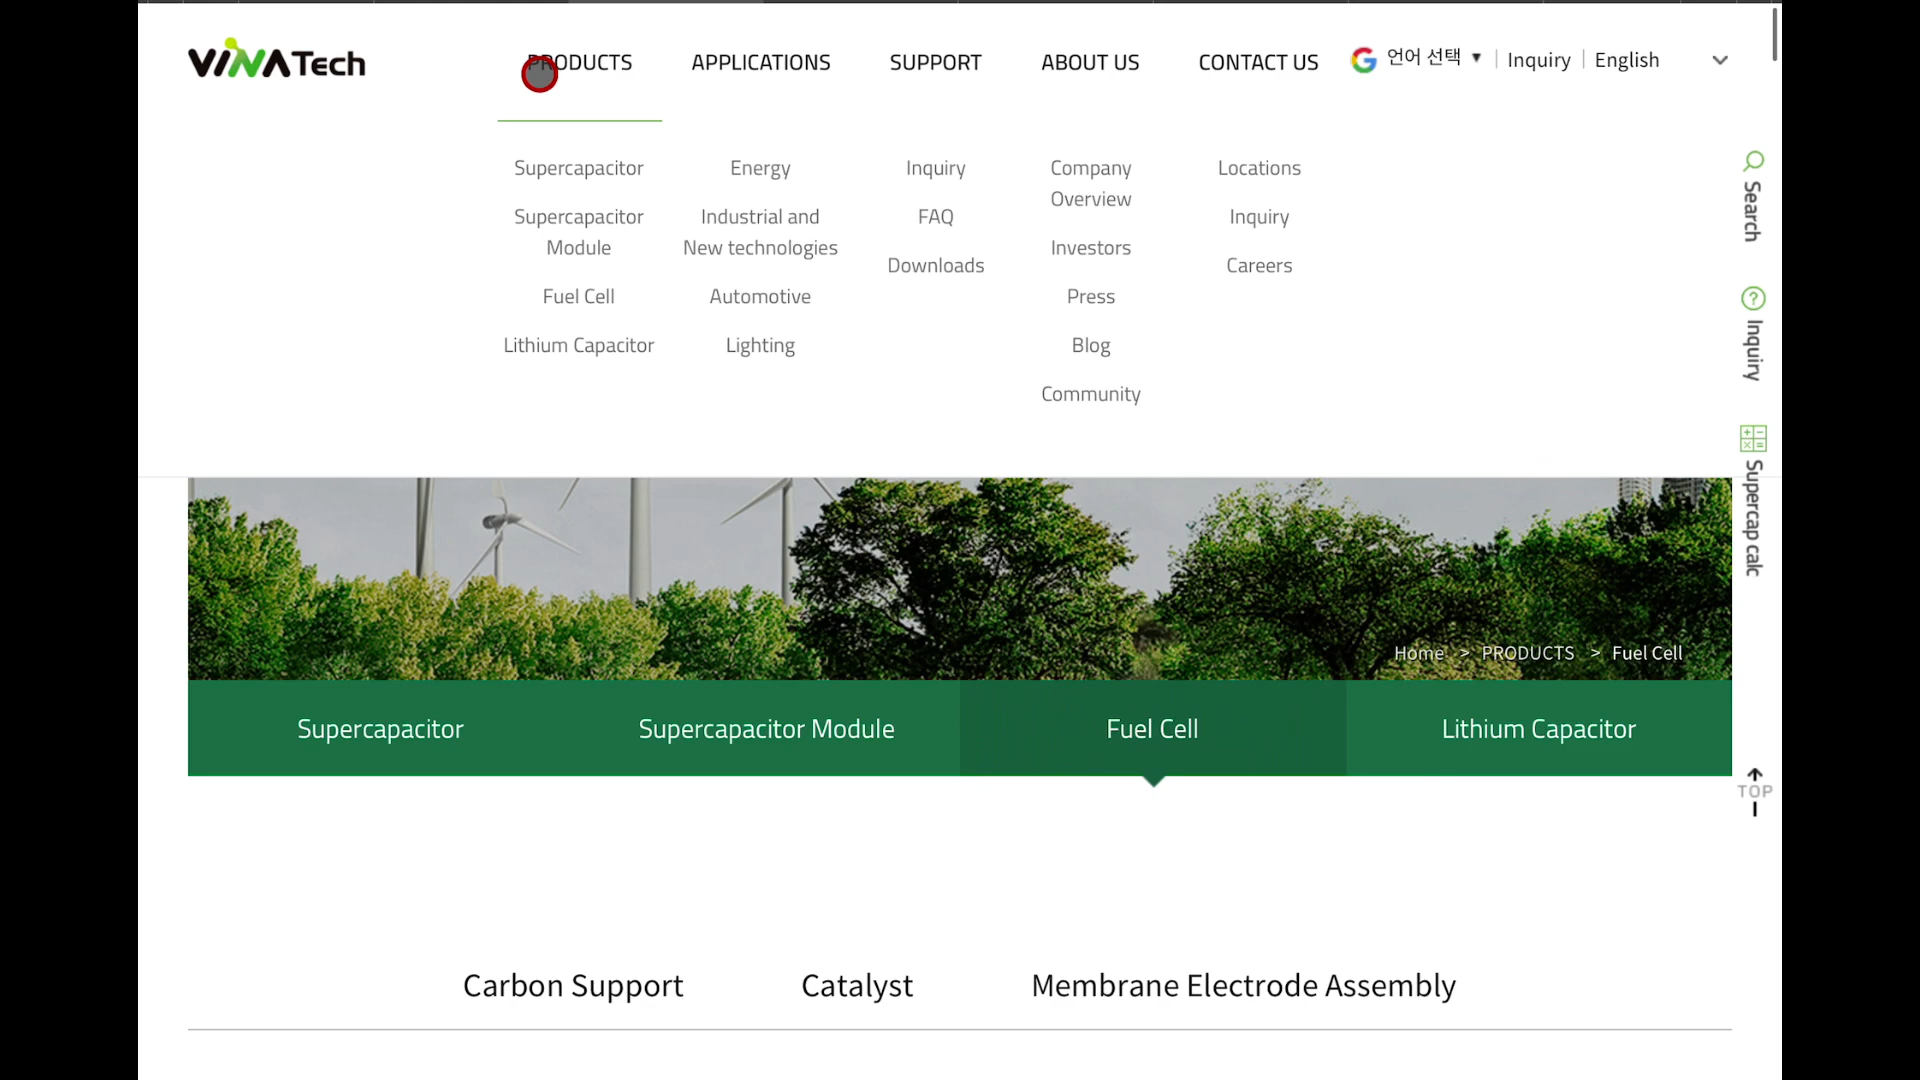 ViNATech
PRODUCTS
APPLICATIONS
SUPPORT
ABOUT US
CONTACT US
언어 선택 ▼
Inquiry
English
Supercapacitor
Supercapacitor
Module
Fuel Cell
Lithium Capacitor
Energy
Industrial and
New technologies
Automotive
Lighting
Inquiry
FAQ
Downloads
Company
Overview
Investors
Press
Blog
Community
Locations
Inquiry
Careers
Search
Inquiry
Supercap calc
Home > PRODUCTS > Fuel Cell
Supercapacitor
Supercapacitor Module
Fuel Cell
Lithium Capacitor
TOP
Carbon Support
Catalyst
Membrane Electrode Assembly